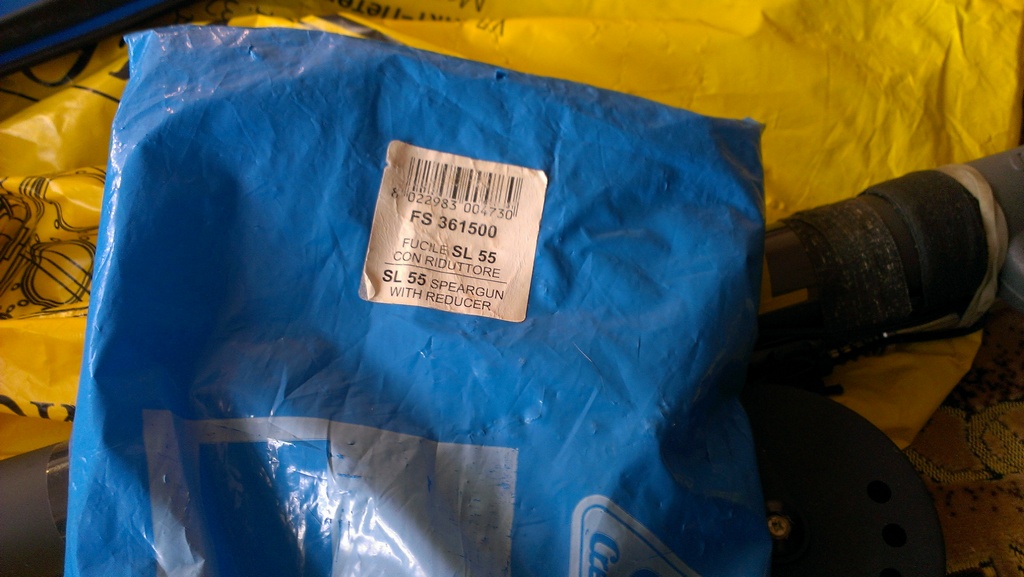 8 022983 004730
FS 361500
FUCILE SL 55
CON RIDUTTORE
SL 55 SPEARGUN
WITH REDUCER